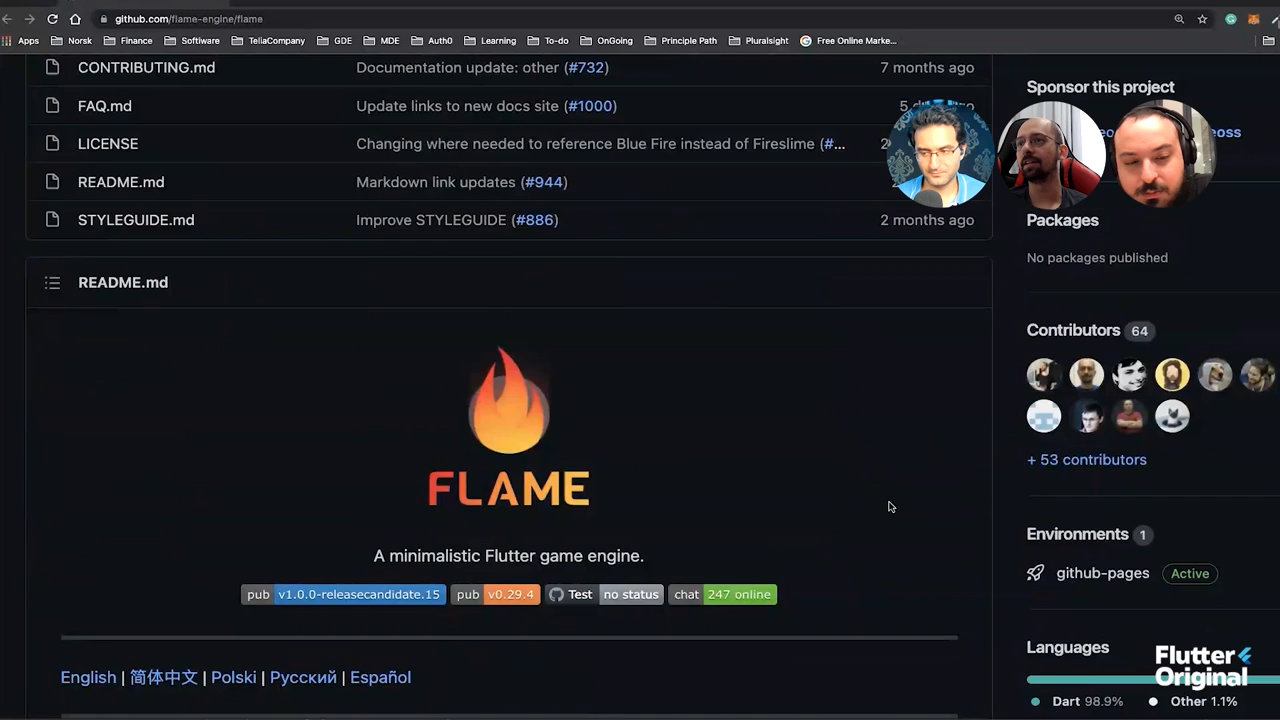 github.com/flame-engine/flame
Apps Norsk Finance Software TeliaCompany GDE MDE Auth0 Learning To-do OnGoing Principle Path Pluralsight Free Online Marke...
CONTRIBUTING.md Documentation update: other (#732) 7 months ago
FAQ.md Update links to new docs site (#1000) 5
LICENSE Changing where needed to reference Blue Fire instead of Fireslime (#...
README.md Markdown link updates (#944)
STYLEGUIDE.md Improve STYLEGUIDE (#886) 2 months ago
README.md
FLAME
A minimalistic Flutter game engine.
pub v1.0.0-releasecandidate.15 pub v0.29.4 Test no status chat 247 online
English | 简体中文 | Polski | Русский | Español
Sponsor this project
eoss
Packages
No packages published
Contributors 64
+ 53 contributors
Environments 1
github-pages Active
Languages
Dart 98.9% Other 1.1%
Flutter
Original